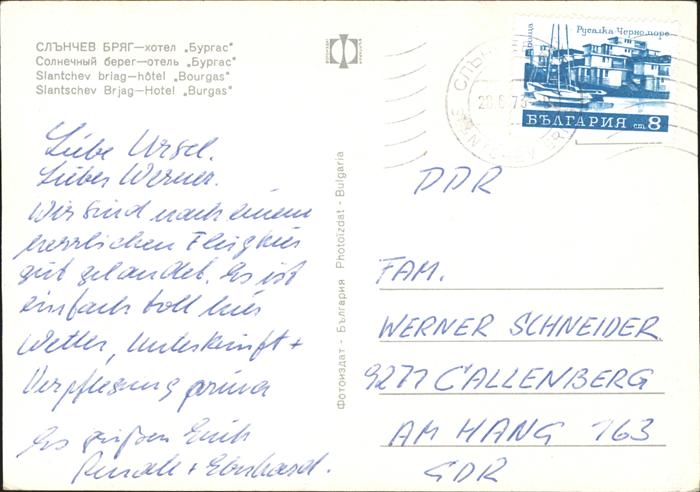 СЛЪНЧЕВ БРЯГ—хотел „Бургас“
Солнечный берег—отель „Бургас“
Slantchev briag—hôtel „Bourgas“
Slantschev Brjag—Hotel „Burgas“
Liebe Ursel.
Lieber Werner.
Wir sind nach einem
herrlichen Flug hier
gut gelandet. Es ist
einfach toll hier
Wetter, Unterkunft +
Verpflegung prima
Es grüßen Euch
Renate + Eberhard.
Фотоиздат - България Photoizdat - Bulgaria
Русалка-Черноморе
БЪЛГАРИЯ ст 8
DDR
FAM.
WERNER SCHNEIDER
9271 CALLENBERG
AM HANG 163
GDR